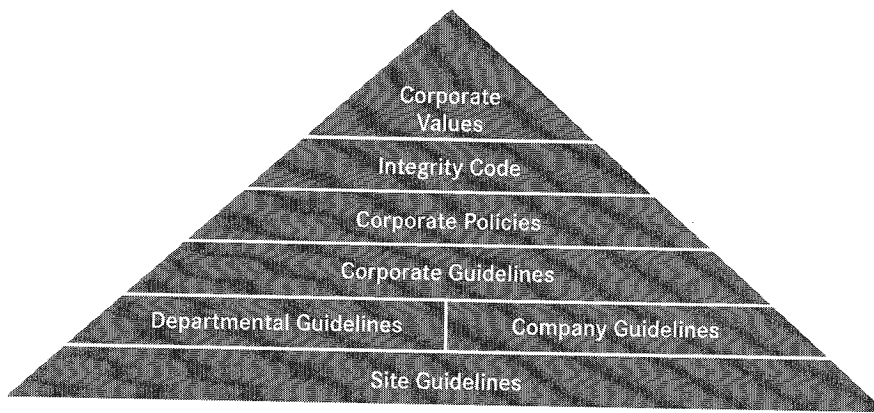 Corporate
Values
Integrity Code
Corporate Policies
Corporate Guidelines
Departmental Guidelines
Company Guidelines
Site Guidelines